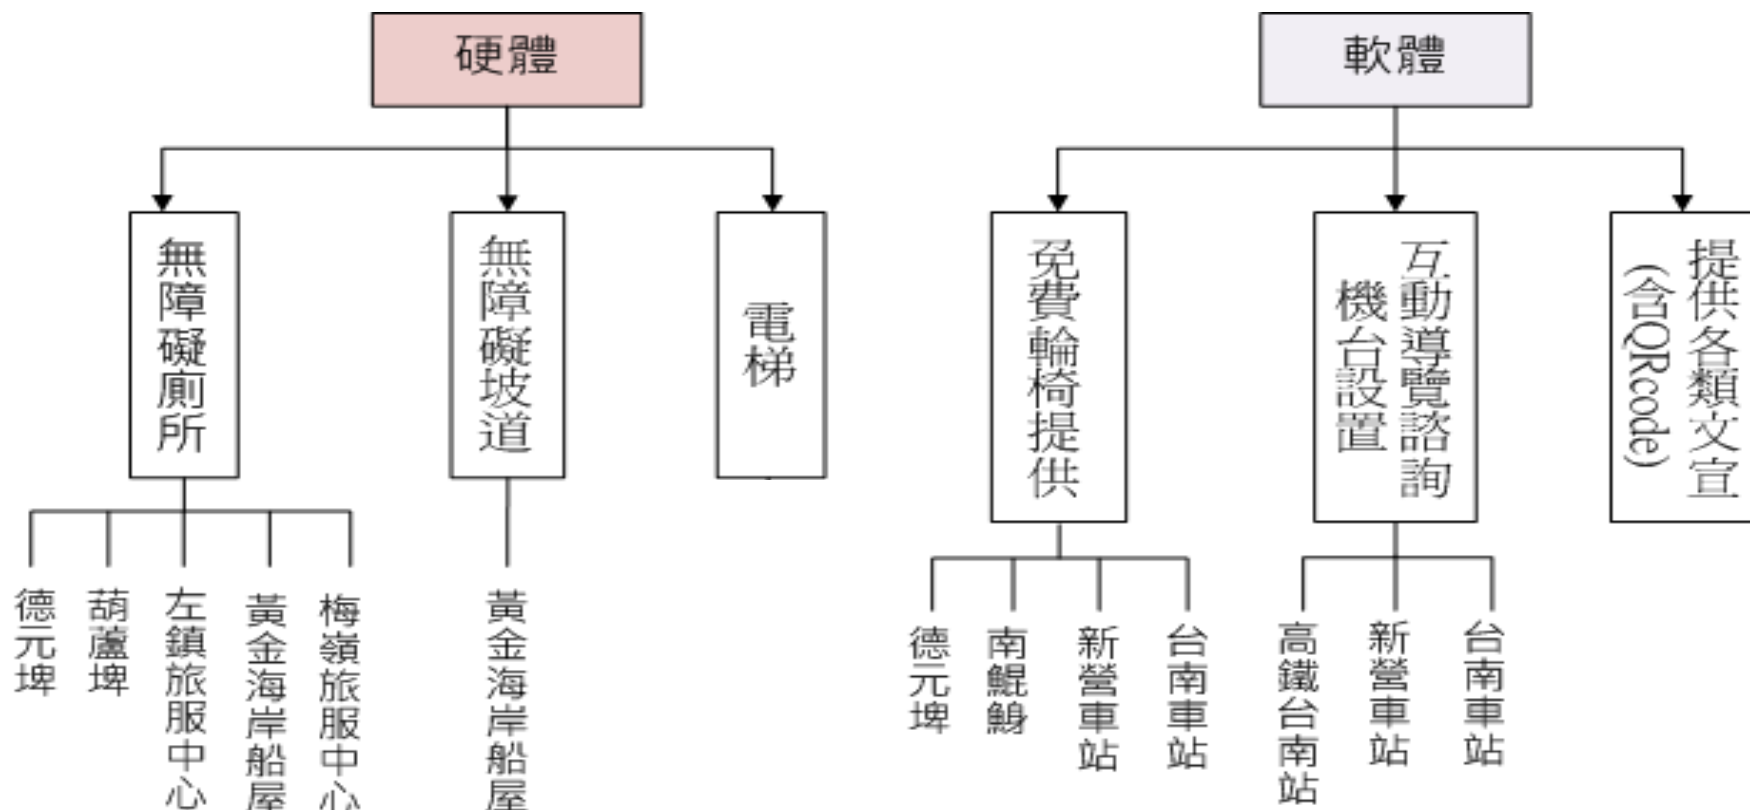 硬體
無障礙廁所
德元埤
葫蘆埤
左鎮旅服中心
黃金海岸船屋
梅嶺旅服中心
無障礙坡道
黃金海岸船屋
電梯
軟體
免費輪椅提供
德元埤
南鯤鯓
新營車站
台南車站
互動導覽諮詢
機台設置
高鐵台南站
新營車站
台南車站
提供各類文宣
(含QRcode)